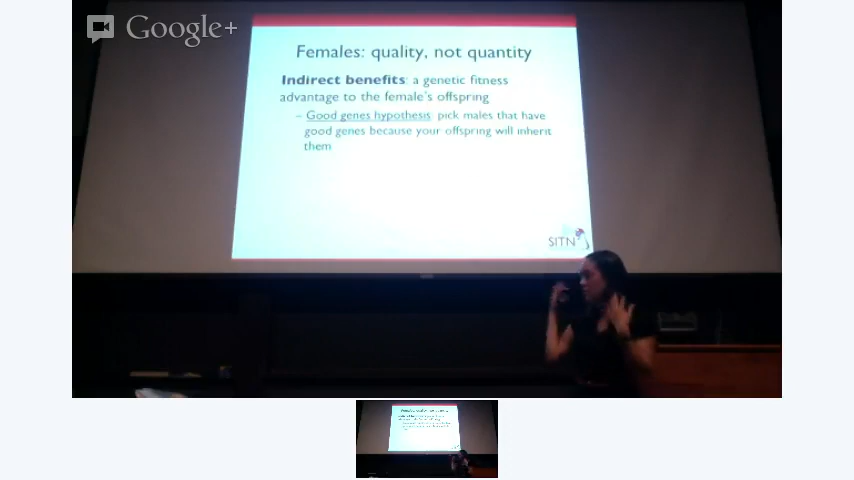 Google+
Females: quality, not quantity
Indirect benefits: a genetic fitness
advantage to the female's offspring
– Good genes hypothesis pick males that have
good genes because your offspring will inherit
them
SITN